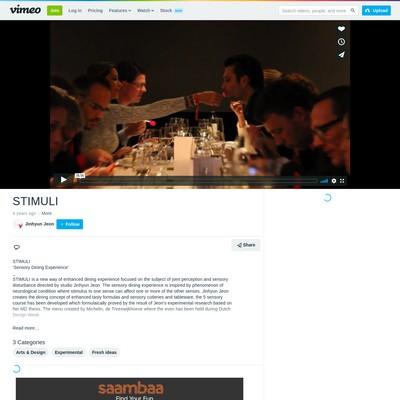 vimeo Join Log In Pricing Features Watch Stock New Search videos, people, and more Upload
STIMULI
4 years ago More
Jinhyun Jeon + Follow
Share
STIMULI
'Sensory Dining Experience'
STIMULI is a new way of enhanced dining experience focused on the subject of joint perception and sensory
disturbance directed by studio Jinhyun Jeon. The sensory dining experience is inspired by phenomenon of
neurological condition where stimulus to one sense can affect one or more of the other senses. Jinhyun Jeon
creates the dining concept of enhanced tasty formulas and sensory cutleries and tableware, the 5 sensory
course has been developed which formulaically proved by the result of Jeon's experimental research based on
her MD thesis. The menu created by Michelin, de Treeswijkhoeve where the even has been held during Dutch
Design Week.
Read more…
3 Categories
Arts & Design Experimental Fresh ideas
saambaa
Find Your Fun